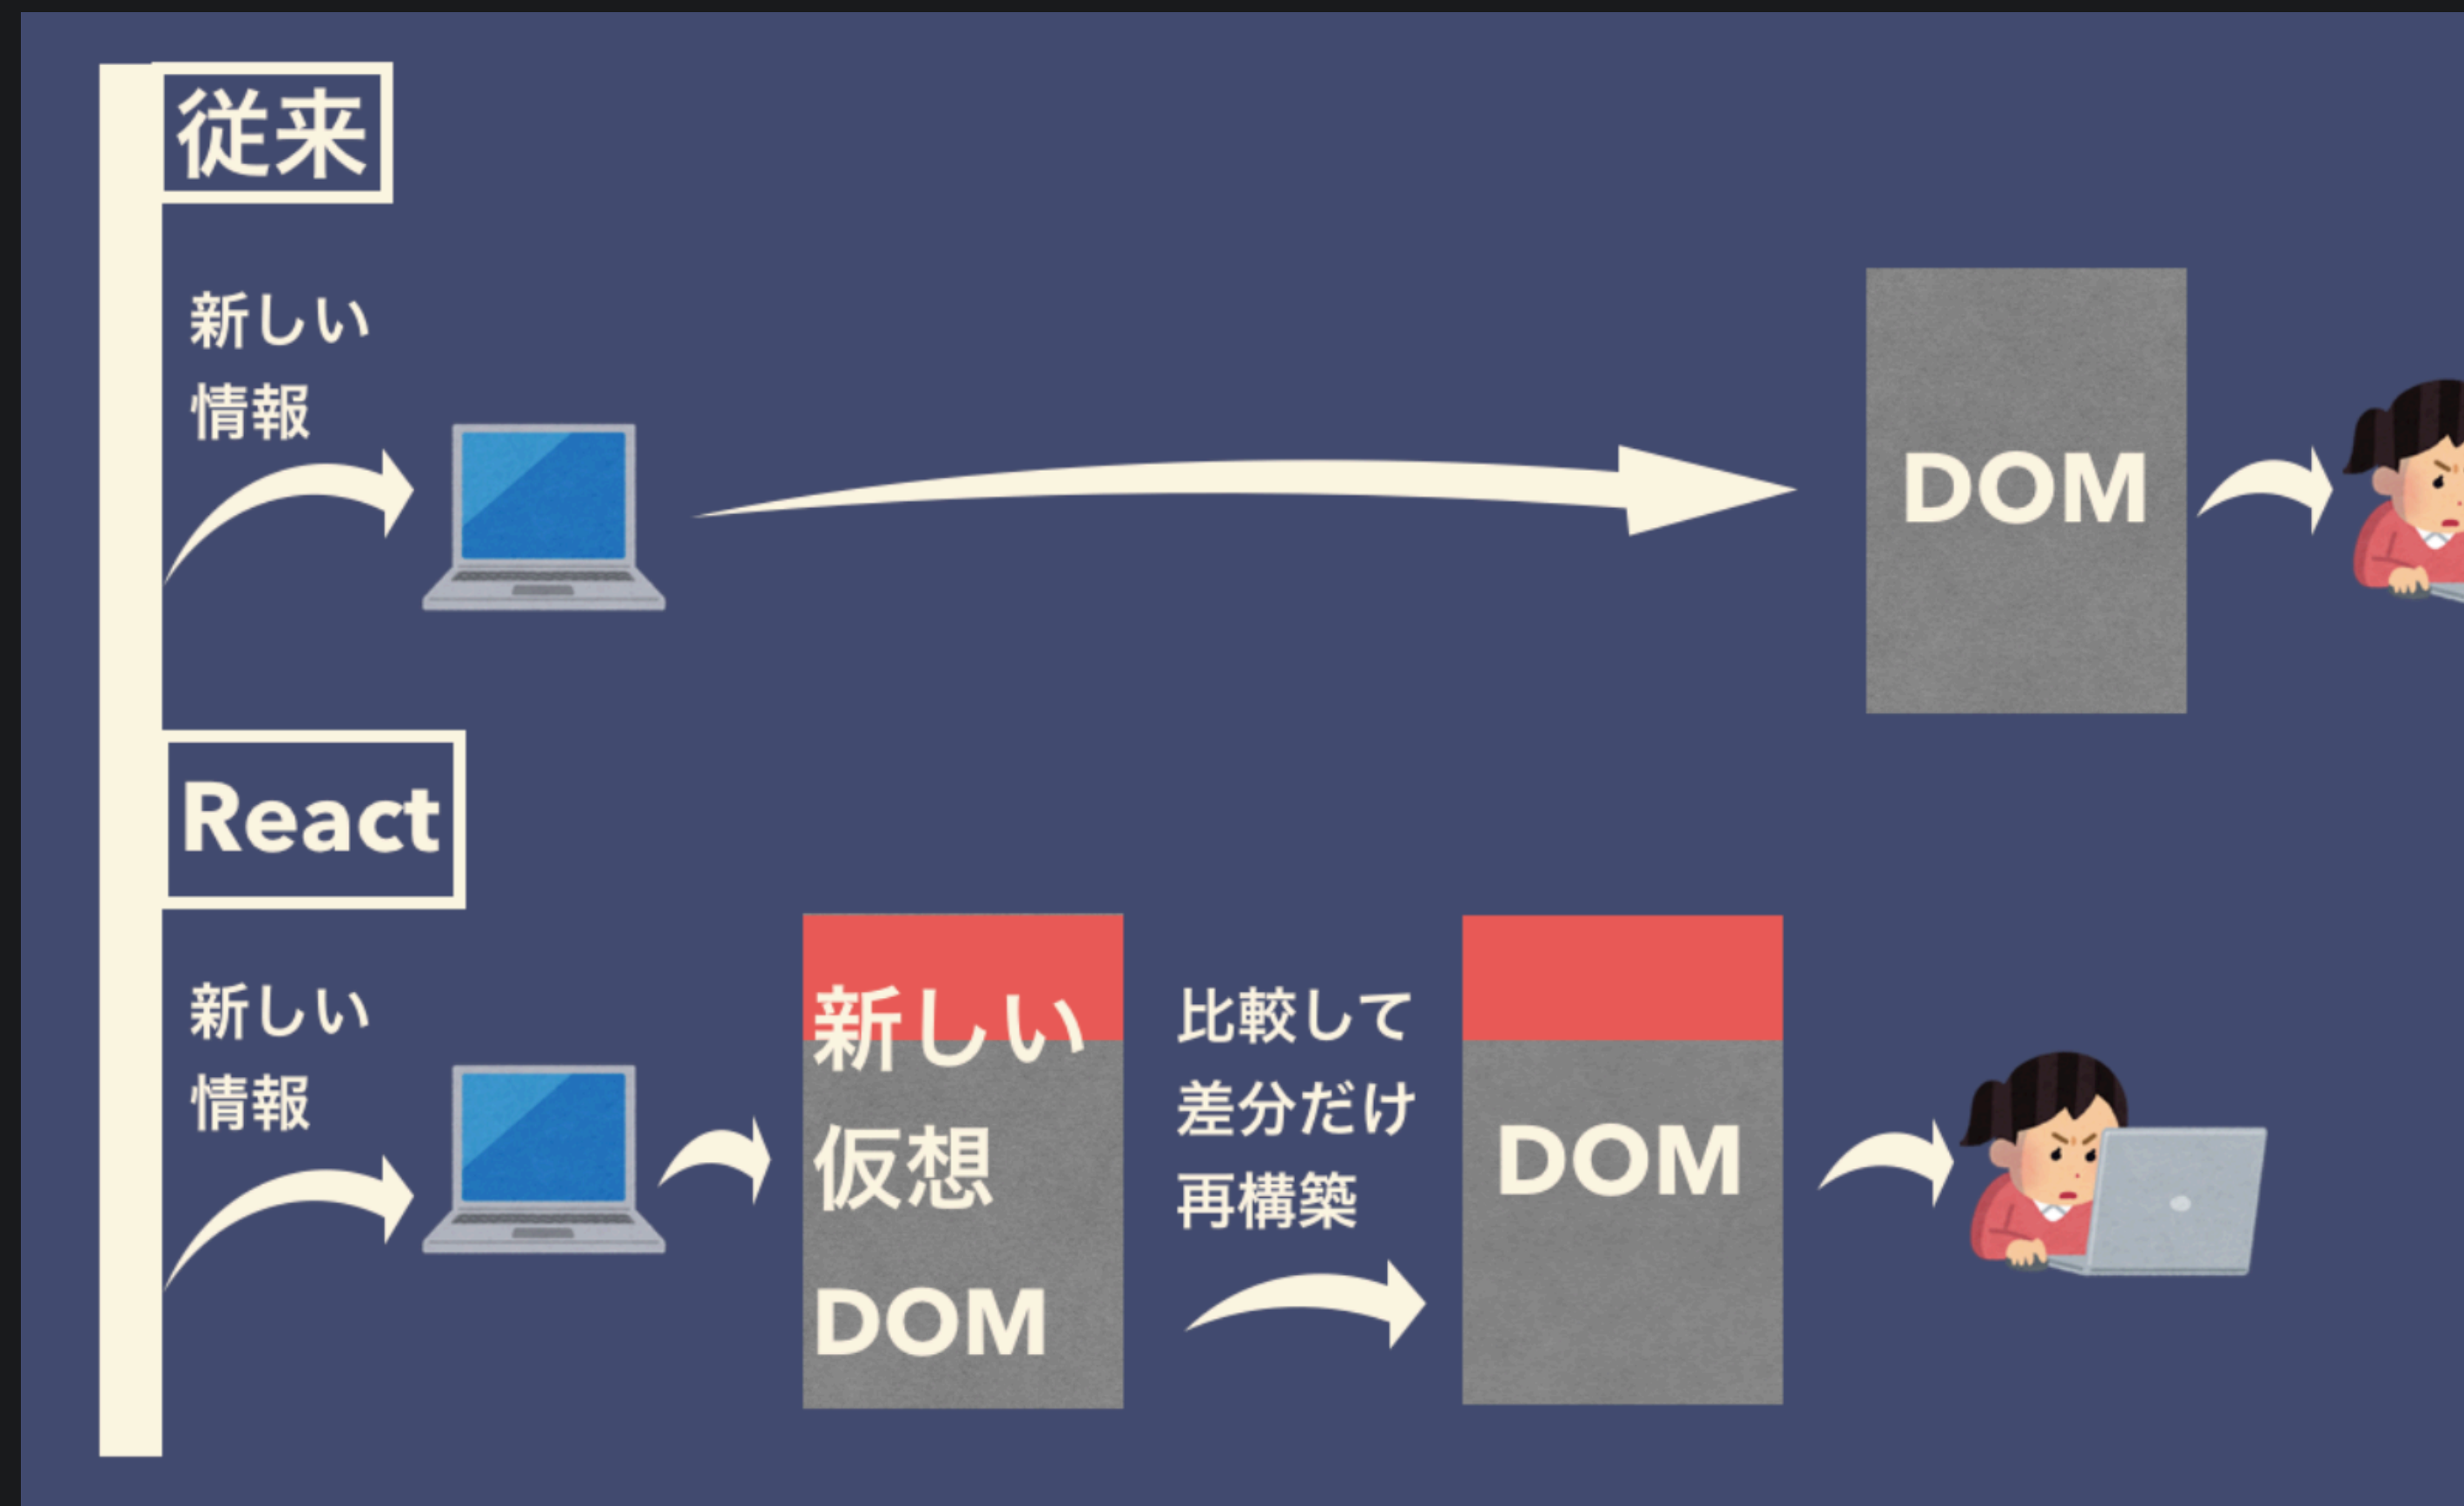 従来
新しい
情報
DOM
React
新しい
情報
新しい
仮想
DOM
比較して
差分だけ
再構築
DOM